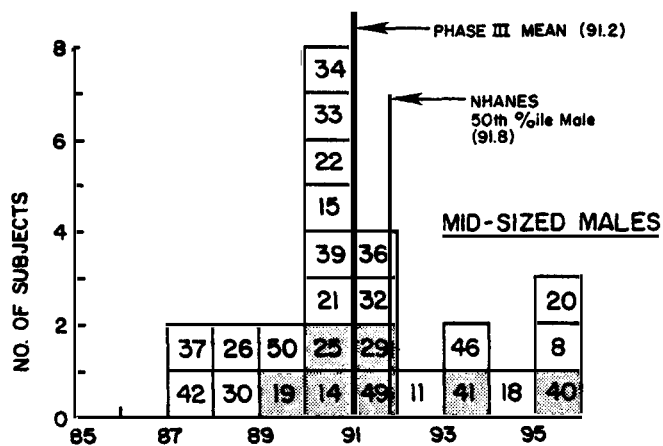 PHASE III MEAN (91.2)
NHANES
50th %ile Male
(91.8)
MID-SIZED MALES
NO. OF SUBJECTS
8
6
4
2
0
34
33
22
15
39 36
21 32
37 26 50 25 29 46 8
20
42 30 19 14 49 11 41 18 40
85 87 89 91 93 95